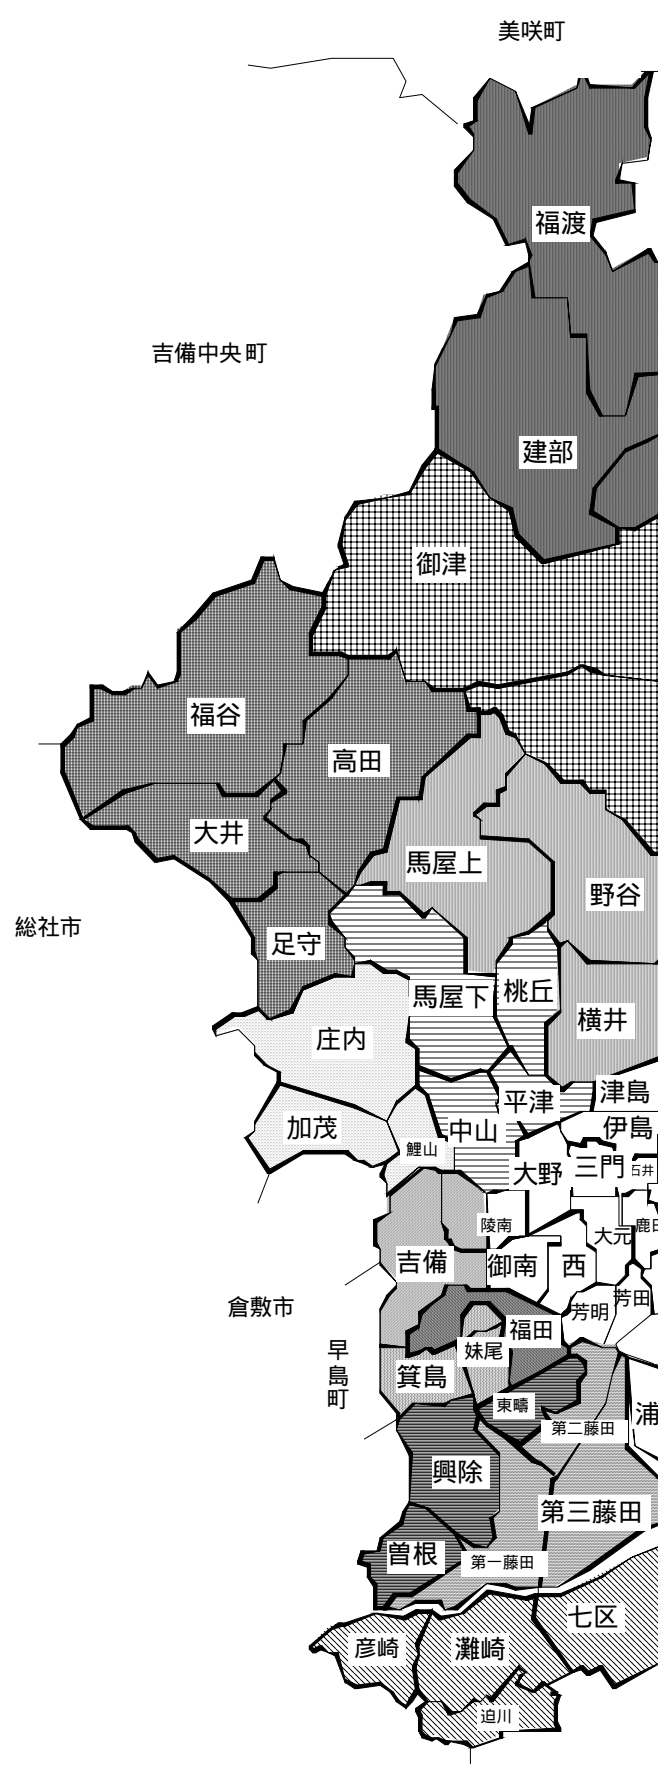 美咲町
福渡
吉備中央町
建部
御津
福谷
高田
大井
馬屋上
野谷
総社市
足守
馬屋下
桃丘
横井
庄内
津島
平津
加茂
中山
伊島
鯉山
大野
三門
石井
陵南
大元
吉備
御南
西
芳田
倉敷市
芳明
福田
早島町
妹尾
箕島
東疇
第二藤田
浦
興除
第三藤田
曽根
第一藤田
七区
彦崎
灘崎
迫川